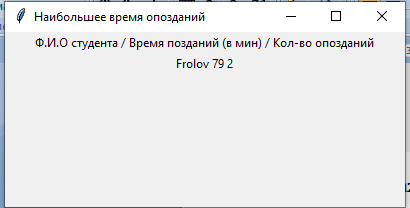 Наибольшее время опозданий
Ф.И.О студента / Время позданий (в мин) / Кол-во опозданий
Frolov 79 2